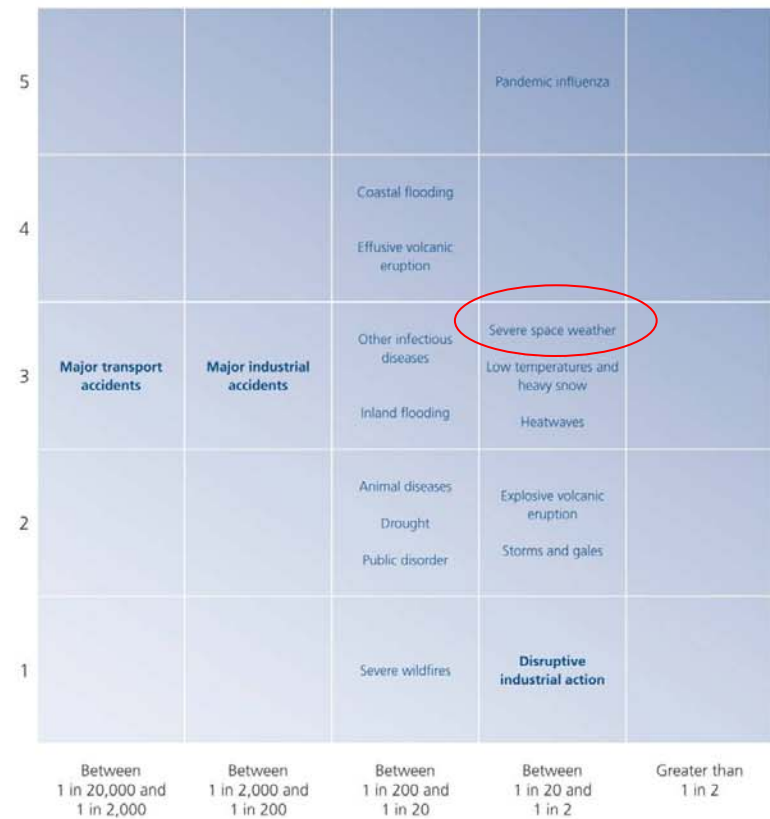 5
Pandemic influenza
4
Coastal flooding
Effusive volcanic
eruption
3
Major transport
accidents
Major industrial
accidents
Other infectious
diseases
Inland flooding
Severe space weather
Low temperatures and
heavy snow
Heatwaves
2
Animal diseases
Drought
Public disorder
Explosive volcanic
eruption
Storms and gales
1
Severe wildfires
Disruptive
industrial action
Between
1 in 20,000 and
1 in 2,000
Between
1 in 2,000 and
1 in 200
Between
1 in 200 and
1 in 20
Between
1 in 20 and
1 in 2
Greater than
1 in 2